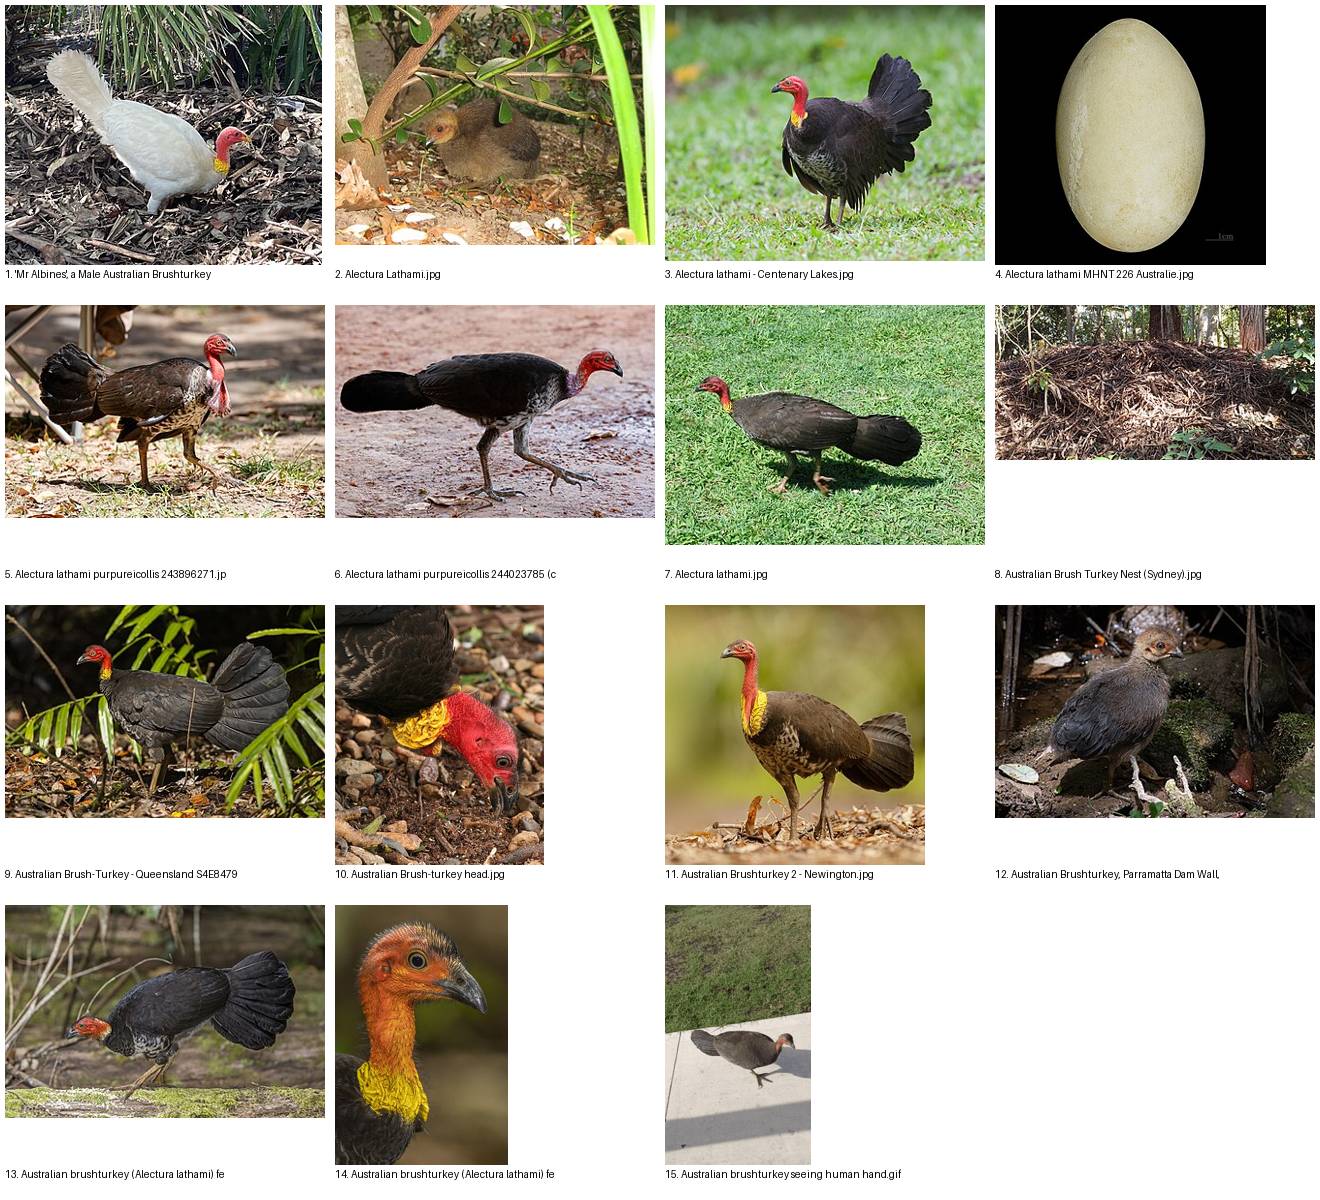 1cm
1. 'Mr Albines', a Male Australian Brushturkey
2. Alectura Lathami.jpg
3. Alectura lathami - Centenary Lakes.jpg
4. Alectura lathami MHNT 226 Australie.jpg
5. Alectura lathami purpureicollis 243896271.jp
6. Alectura lathami purpureicollis 244023785 (c
7. Alectura lathami.jpg
8. Australian Brush Turkey Nest (Sydney).jpg
9. Australian Brush-Turkey - Queensland S4E8479
10. Australian Brush-turkey head.jpg
11. Australian Brushturkey 2 - Newington.jpg
12. Australian Brushturkey, Parramatta Dam Wall,
13. Australian brushturkey (Alectura lathami) fe
14. Australian brushturkey (Alectura lathami) fe
15. Australian brushturkey seeing human hand.gif